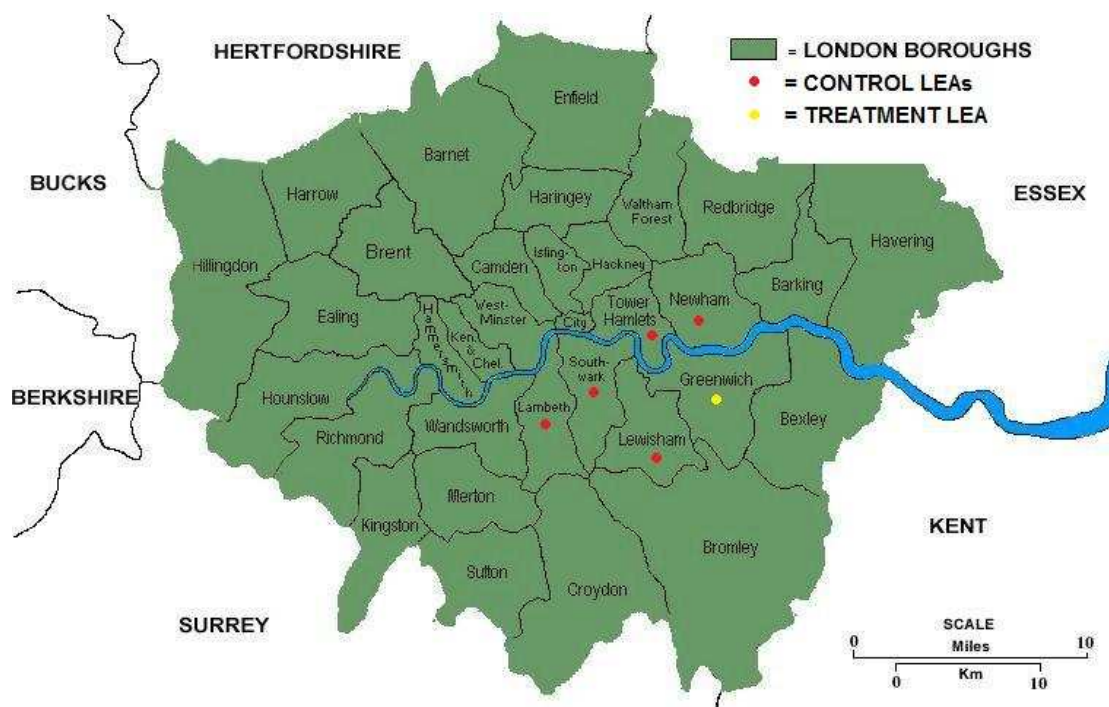 HERTFORDSHIRE
= LONDON BOROUGHS
= CONTROL LEAs
= TREATMENT LEA
BUCKS
ESSEX
BERKSHIRE
SURREY
KENT
Enfield
Barnet
Harrow
Haringey
Waltham
Forest
Redbridge
Havering
Hillingdon
Brent
Camden
Isling-
ton
Hackney
Barking
Ealing
Hammersmith
Ken.
&
Chel.
West-
Minster
City
Tower
Hamlets
Newham
Hounslow
Richmond
Wandsworth
Lambeth
South-
wark
Lewisham
Greenwich
Bexley
Merton
Kingston
Sutton
Croydon
Bromley
SCALE
0 Miles 10
0 Km 10